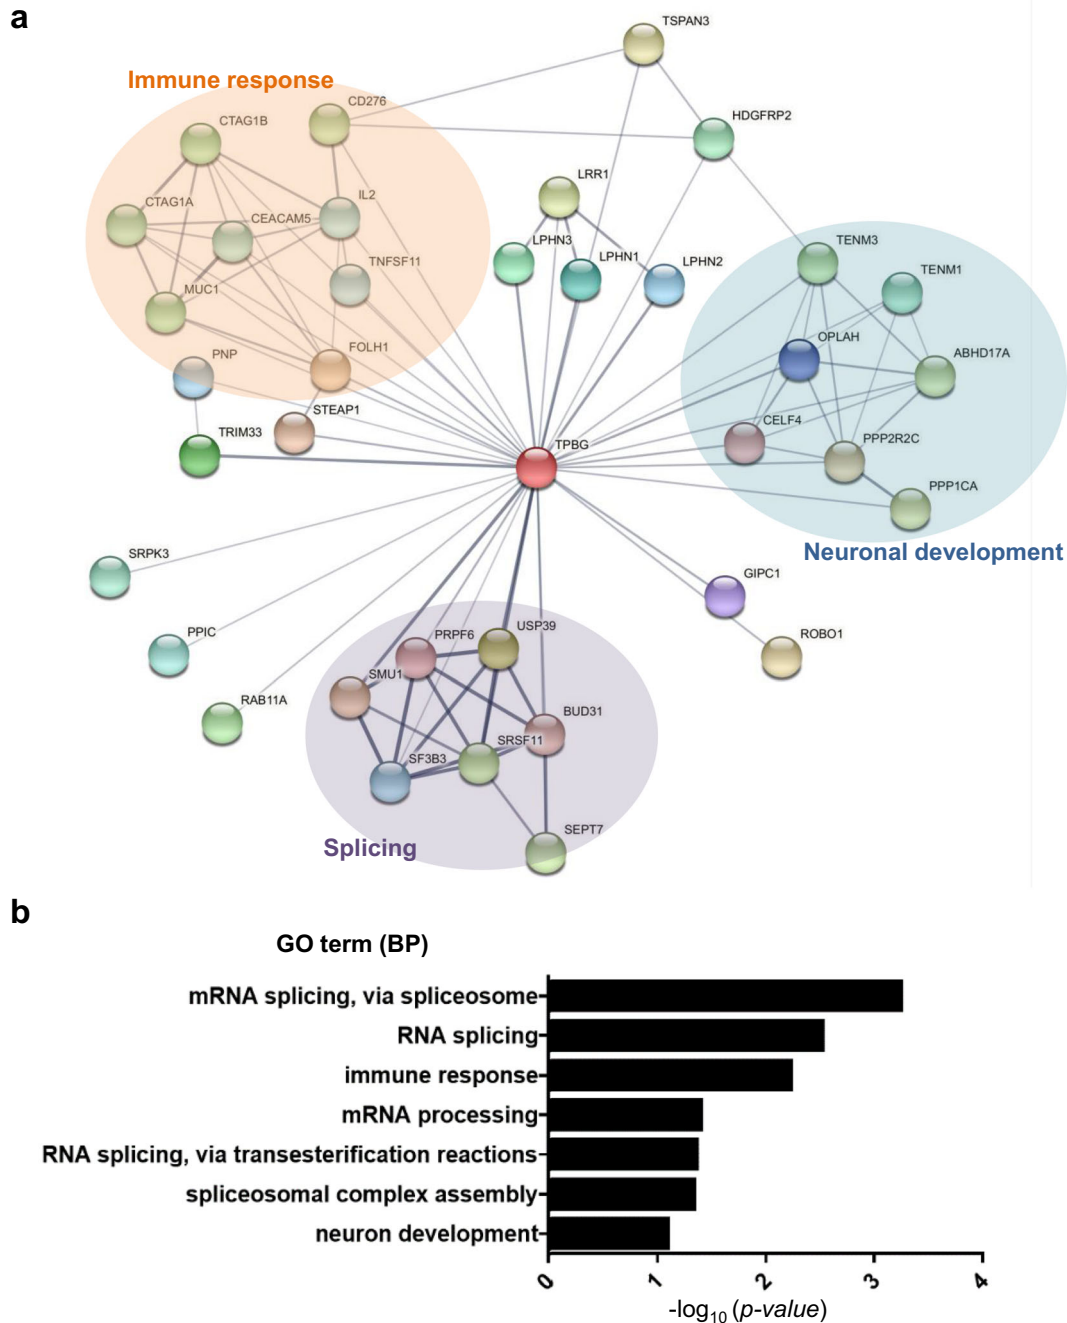 a
TSPAN3
Immune response
CD276
CTAG1B
HDGFRP2
LRR1
CTAG1A
IL2
CEACAM5
LPHN3
TENM3
LPHN1
LPHN2
TNFSF11
TENM1
MUC1
OPLAH
PNP
FOLH1
ABHD17A
STEAP1
CELF4
TRIM33
TPBG
PPP2R2C
PPP1CA
SRPK3
Neuronal development
GIPC1
PPIC
PRPF6
USP39
ROBO1
SMU1
RAB11A
BUD31
SRSF11
SF3B3
Splicing
SEPT7
b
GO term (BP)
mRNA splicing, via spliceosome
RNA splicing
immune response
mRNA processing
RNA splicing, via transesterification reactions
spliceosomal complex assembly
neuron development
0 1 2 3 4
-log10 (p-value)